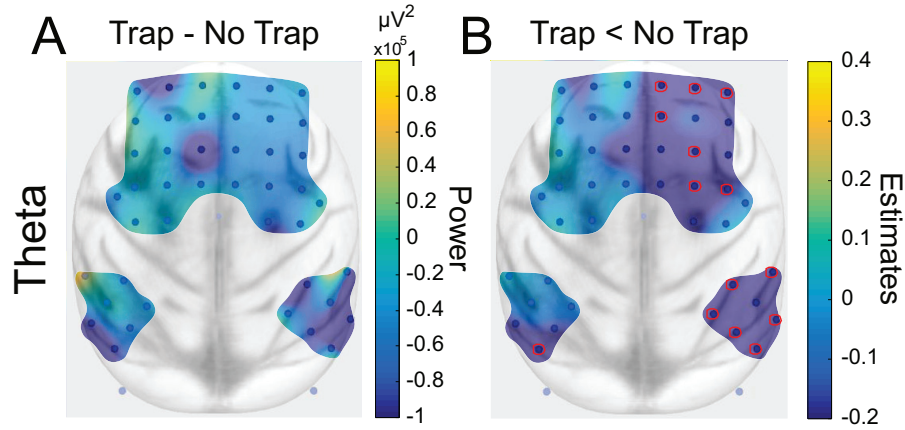 A
Trap - No Trap
µV²
x10⁵
1
0.8
0.6
0.4
0.2
0
-0.2
-0.4
-0.6
-0.8
-1
Power
B
Trap < No Trap
0.4
0.3
0.2
0.1
0
-0.1
-0.2
Estimates
Theta